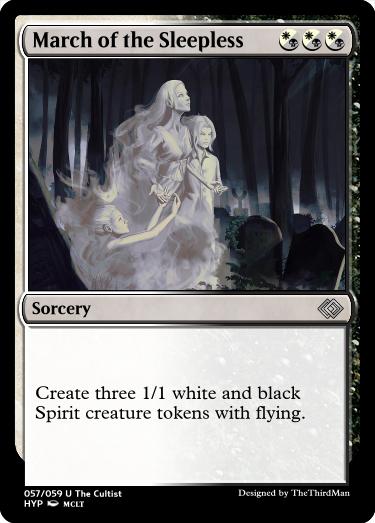 March of the Sleepless
Sorcery
Create three 1/1 white and black
Spirit creature tokens with flying.
057/059 U The Cultist
HYP MCLT
Designed by TheThirdMan